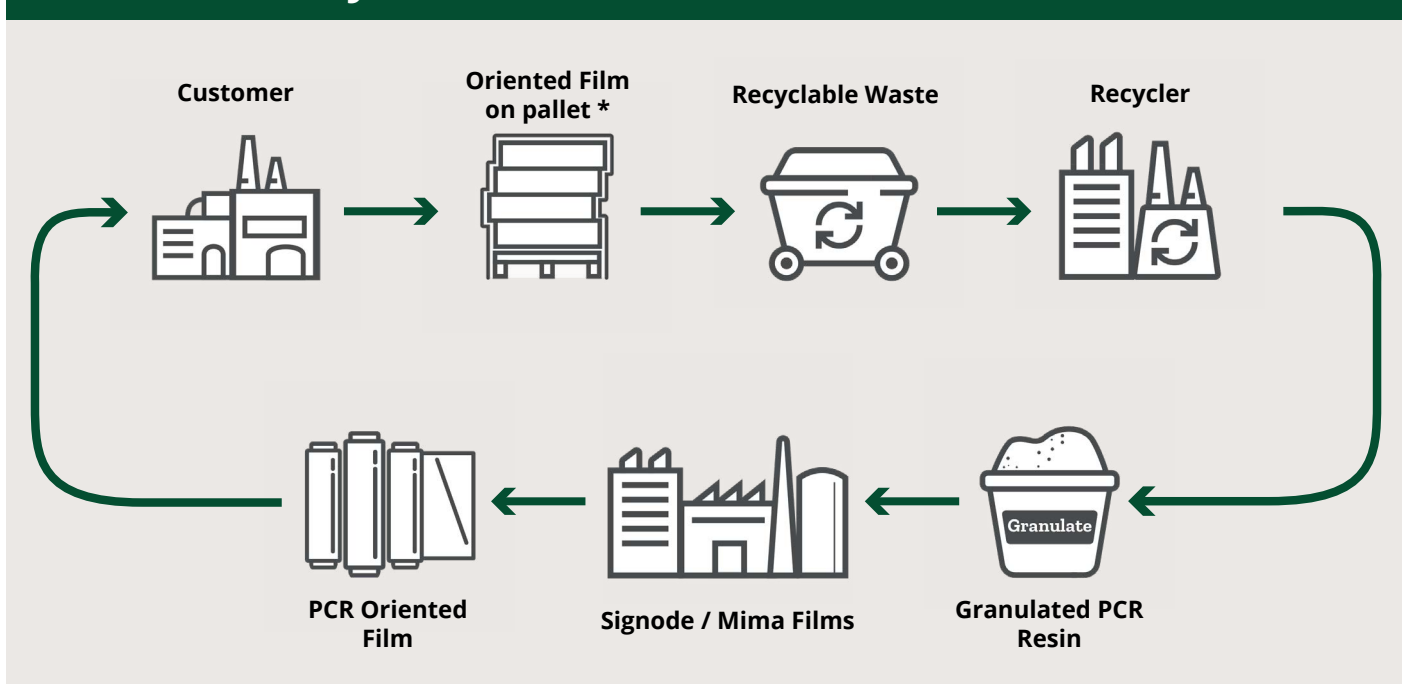 Customer
Oriented Film
on pallet *
Recyclable Waste
Recycler
Granulate
PCR Oriented
Film
Signode / Mima Films
Granulated PCR
Resin